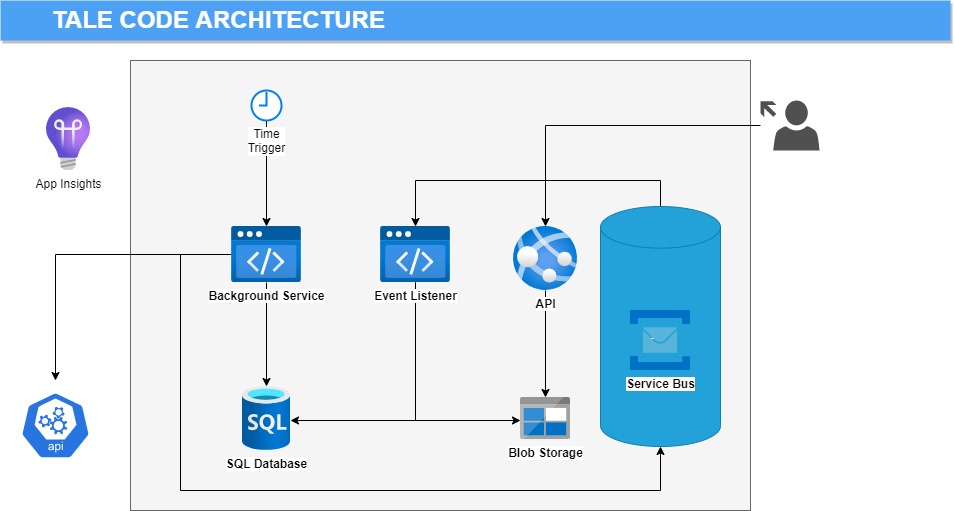 TALE CODE ARCHITECTURE
Time
Trigger
App Insights
Background Service
Event Listener
API
Service Bus
SQL
api
SQL Database
Blob Storage